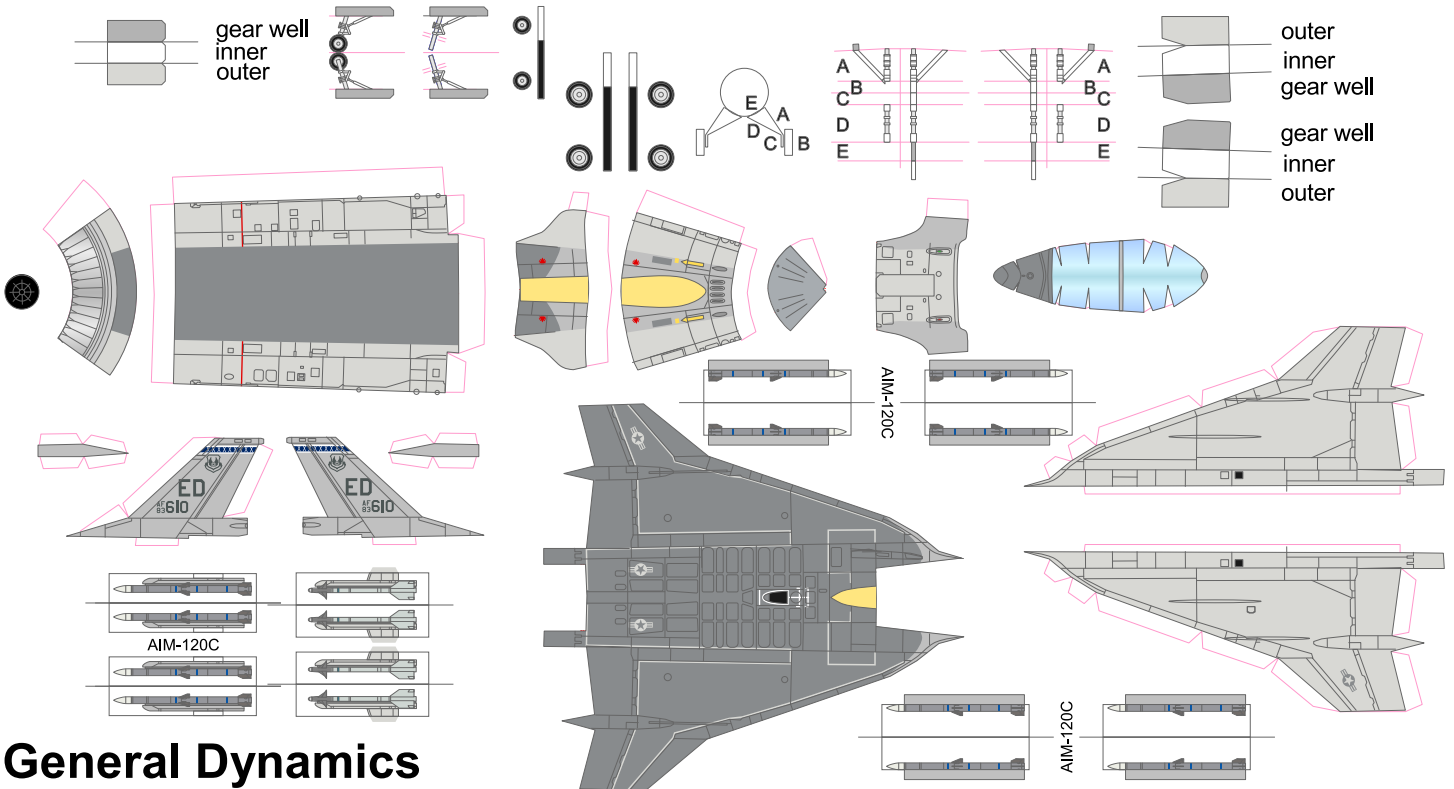 gear well
inner
outer
A
B
C
D
E
E
A
D
C
B
A
B
C
D
E
outer
inner
gear well
gear well
inner
outer
AIM-120C
ED
AF
83
610
ED
AF
83
610
AIM-120C
AIM-120C
General Dynamics